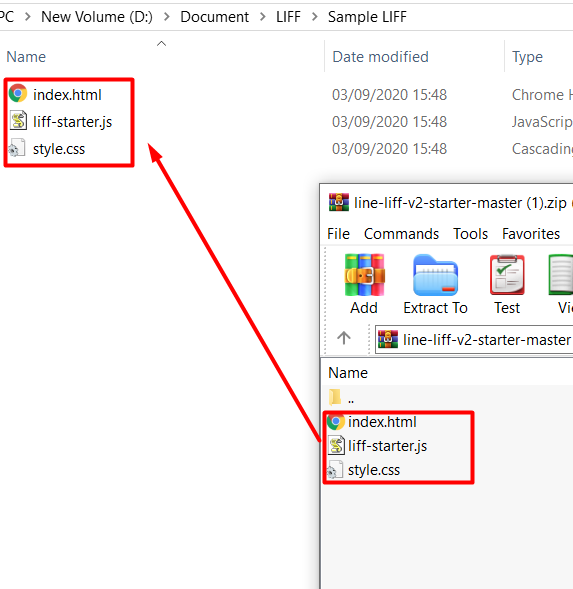 PC > New Volume (D:) > Document > LIFF > Sample LIFF
Name Date modified Type
index.html 03/09/2020 15:48 Chrome H
liff-starter.js 03/09/2020 15:48 JavaScrip
style.css 03/09/2020 15:48 Cascading
line-liff-v2-starter-master (1).zip
File Commands Tools Favorites
Add Extract To Test Vi
line-liff-v2-starter-master
Name
..
index.html
liff-starter.js
style.css